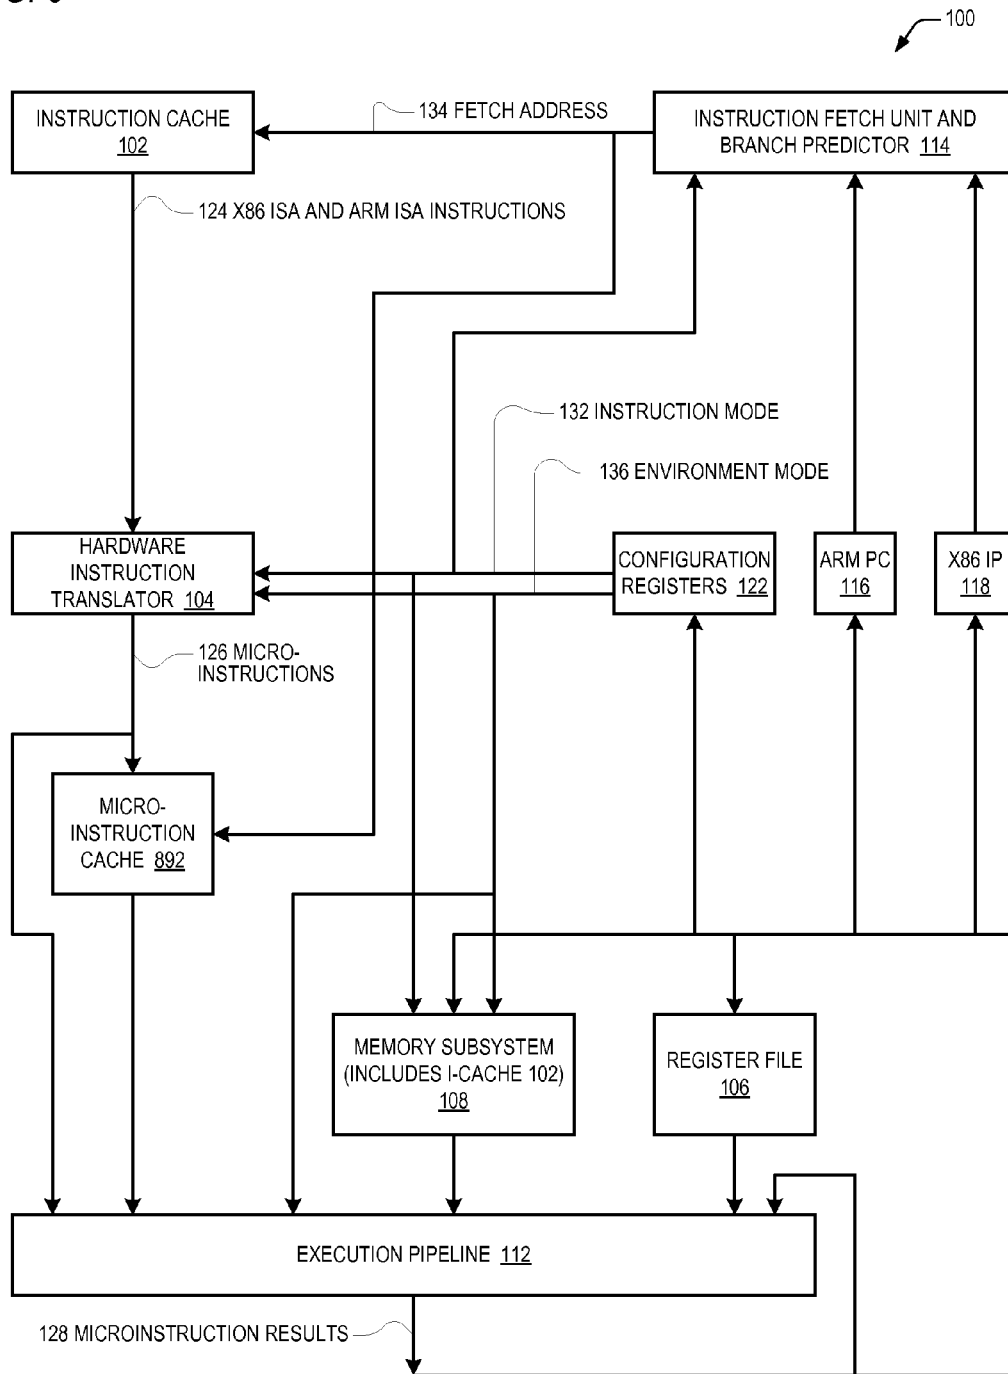 100
INSTRUCTION CACHE
102
134 FETCH ADDRESS
INSTRUCTION FETCH UNIT AND
BRANCH PREDICTOR 114
124 X86 ISA AND ARM ISA INSTRUCTIONS
132 INSTRUCTION MODE
136 ENVIRONMENT MODE
HARDWARE
INSTRUCTION
TRANSLATOR 104
CONFIGURATION
REGISTERS 122
ARM PC
116
X86 IP
118
126 MICRO-
INSTRUCTIONS
MICRO-
INSTRUCTION
CACHE 892
MEMORY SUBSYSTEM
(INCLUDES I-CACHE 102)
108
REGISTER FILE
106
EXECUTION PIPELINE 112
128 MICROINSTRUCTION RESULTS